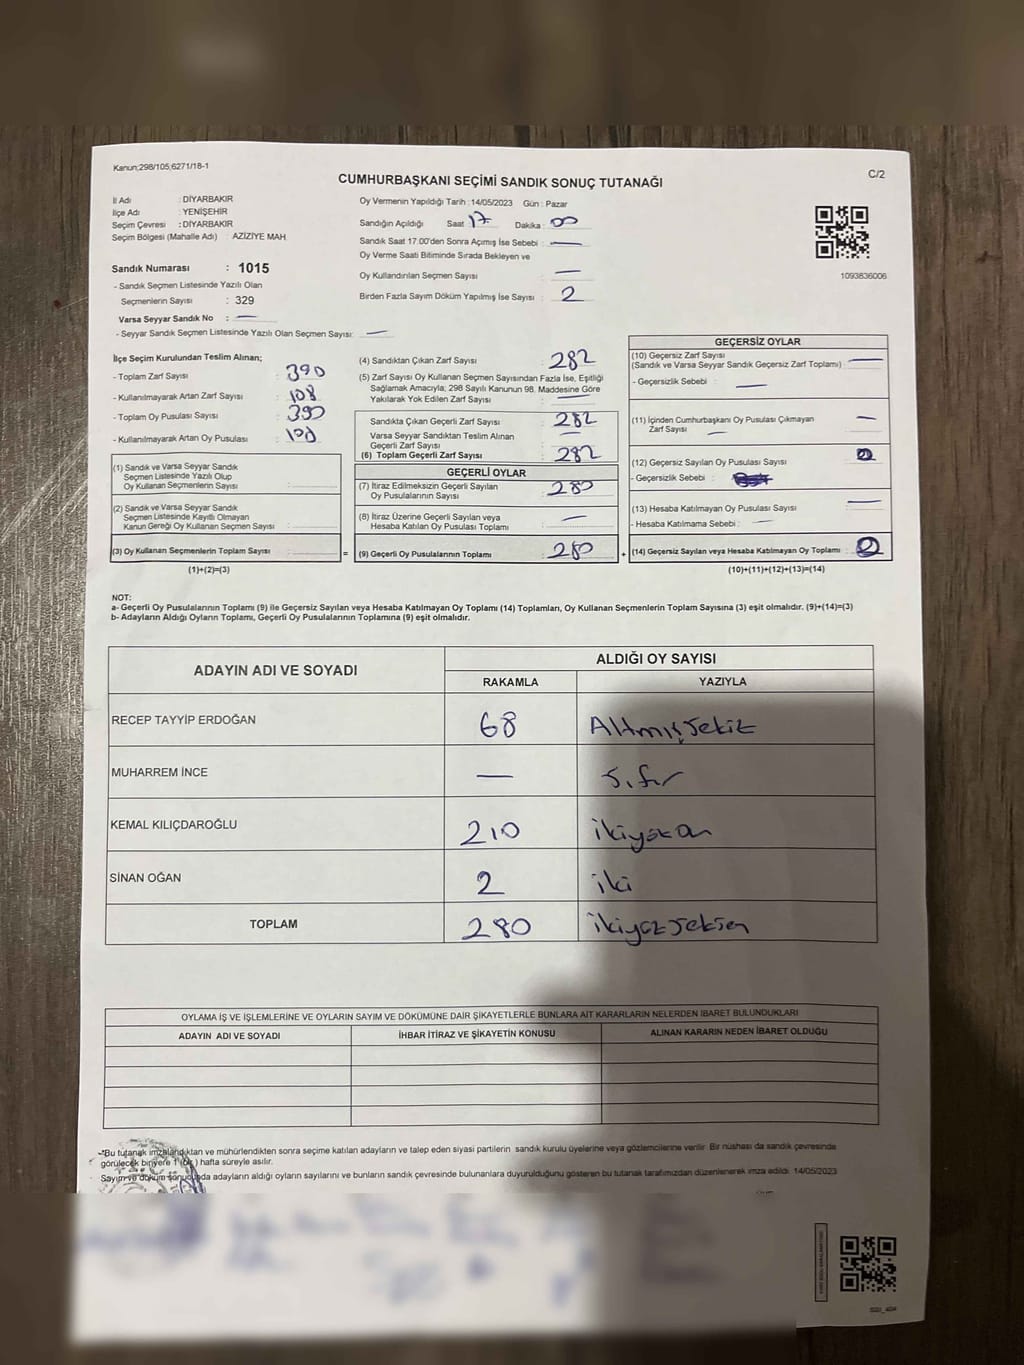 Kanun;298/105;6271/18-1
C/2
CUMHURBAŞKANI SEÇİMİ SANDIK SONUÇ TUTANAĞI
İl Adı : DİYARBAKIR
İlçe Adı : YENİŞEHİR
Seçim Çevresi : DİYARBAKIR
Seçim Bölgesi (Mahalle Adı) : AZİZİYE MAH
Sandık Numarası : 1015
- Sandık Seçmen Listesinde Yazılı Olan
Seçmenlerin Sayısı : 329
Varsa Seyyar Sandık No : —
- Seyyar Sandık Seçmen Listesinde Yazılı Olan Seçmen Sayısı: —
Oy Vermenin Yapıldığı Tarih :14/05/2023 Gün : Pazar
Sandığın Açıldığı Saat 17 Dakika : 00
Sandık Saat 17.00'den Sonra Açımış İse Sebebi : —
Oy Verme Saati Bitiminde Sırada Bekleyen ve
Oy Kullandırılan Seçmen Sayısı —
Birden Fazla Sayım Döküm Yapılmış İse Sayısı : 2
1093836006
İlçe Seçim Kurulundan Teslim Alınan;
- Toplam Zarf Sayısı : 390
- Kullanılmayarak Artan Zarf Sayısı : 108
- Toplam Oy Pusulası Sayısı : 390
- Kullanılmayarak Artan Oy Pusulası : 108
(1) Sandık ve Varsa Seyyar Sandık
Seçmen Listesinde Yazılı Olup
Oy Kullanan Seçmenlerin Sayısı :
(2) Sandık ve Varsa Seyyar Sandık
Seçmen Listesinde Kayıtlı Olmayan
Kanun Gereği Oy Kullanan Seçmen Sayısı :
(3) Oy Kullanan Seçmenlerin Toplam Sayısı : =
(1)+(2)=(3)
(4) Sandıktan Çıkan Zarf Sayısı : 282
(5) Zarf Sayısı Oy Kullanan Seçmen Sayısından Fazla İse, Eşitliği
Sağlamak Amacıyla; 298 Sayılı Kanunun 98. Maddesine Göre
Yakılarak Yok Edilen Zarf Sayısı : —
Sandıkta Çıkan Geçerli Zarf Sayısı : 282
Varsa Seyyar Sandıktan Teslim Alınan
Geçerli Zarf Sayısı : —
(6) Toplam Geçerli Zarf Sayısı : 282
GEÇERLİ OYLAR
(7) İtiraz Edilmeksizin Geçerli Sayılan
Oy Pusulalarının Sayısı : 280
(8) İtiraz Üzerine Geçerli Sayılan veya
Hesaba Katılan Oy Pusulası Toplamı : —
(9) Geçerli Oy Pusulalarının Toplamı : 280 +
GEÇERSİZ OYLAR
(10) Geçersiz Zarf Sayısı
(Sandık ve Varsa Seyyar Sandık Geçersiz Zarf Toplamı) : —
- Geçersizlik Sebebi : —
(11) İçinden Cumhurbaşkanı Oy Pusulası Çıkmayan
Zarf Sayısı —
(12) Geçersiz Sayılan Oy Pusulası Sayısı : 2
- Geçersizlik Sebebi :
(13) Hesaba Katılmayan Oy Pusulası Sayısı : —
- Hesaba Katılmama Sebebi : —
(14) Geçersiz Sayılan veya Hesaba Katılmayan Oy Toplamı : 2
(10)+(11)+(12)+(13)=(14)
NOT:
a- Geçerli Oy Pusulalarının Toplamı (9) ile Geçersiz Sayılan veya Hesaba Katılmayan Oy Toplamı (14) Toplamları, Oy Kullanan Seçmenlerin Toplam Sayısına (3) eşit olmalıdır. (9)+(14)=(3)
b- Adayların Aldığı Oyların Toplamı, Geçerli Oy Pusulalarının Toplamına (9) eşit olmalıdır.
ADAYIN ADI VE SOYADI ALDIĞI OY SAYISI
RAKAMLA YAZIYLA
RECEP TAYYİP ERDOĞAN 68 Altmışsekiz
MUHARREM İNCE — Sıfır
KEMAL KILIÇDAROĞLU 210 ikiyüzon
SİNAN OĞAN 2 iki
TOPLAM 280 ikiyüzseksen
OYLAMA İŞ VE İŞLEMLERİNE VE OYLARIN SAYIM VE DÖKÜMÜNE DAİR ŞİKAYETLERLE BUNLARA AİT KARARLARIN NELERDEN İBARET BULUNDUKLARI
ADAYIN ADI VE SOYADI İHBAR İTİRAZ VE ŞİKAYETİN KONUSU ALINAN KARARIN NEDEN İBARET OLDUĞU
*Bu tutanak imzalandıktan ve mühürlendikten sonra seçime katılan adayların ve talep eden siyasi partilerin sandık kurulu üyelerine veya gözlemcilerine verilir. Bir nüshası da sandık çevresinde
görülecek biryere 1 (bir) hafta süreyle asılır.
Sayım ve döküm sonucunda adayların aldığı oyların sayılarını ve bunların sandık çevresinde bulunanlara duyurulduğunu gösteren bu tutanak tarafımızdan düzenlenerek imza edildi. 14/05/2023